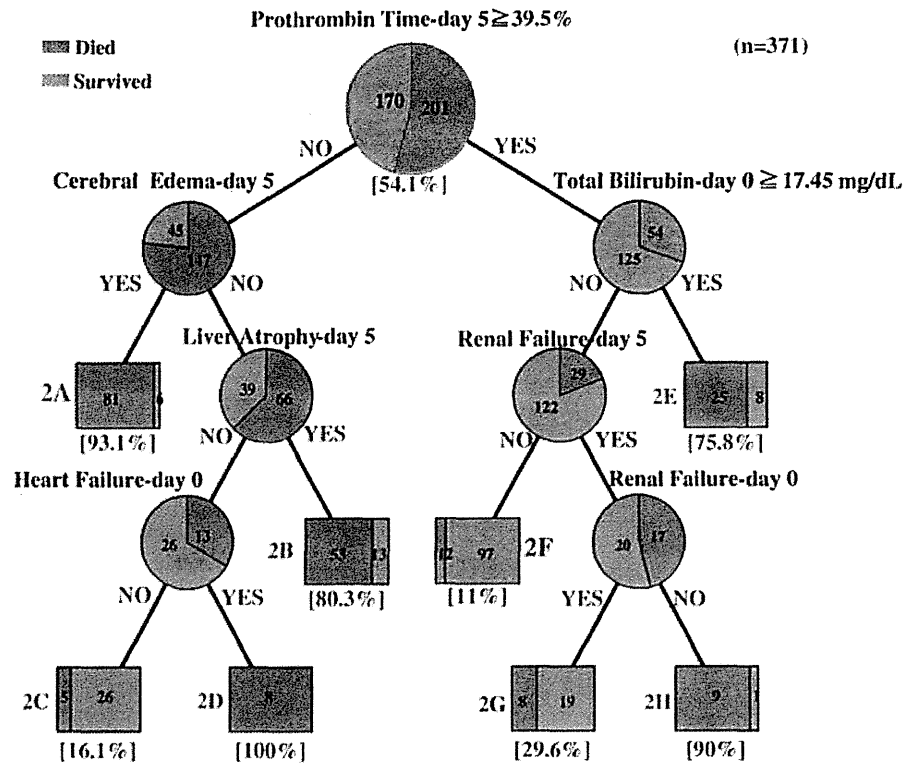 Prothrombin Time-day 5≧39.5%
Died
Survived
(n=371)
170 201
NO YES
[54.1%]
Cerebral Edema-day 5
Total Bilirubin-day 0 ≧ 17.45 mg/dL
45 147
54 125
YES NO
NO YES
Liver Atrophy-day 5
Renal Failure-day 5
2A 81 6
[93.1%]
39 66
29 122
2E 25 8
[75.8%]
NO YES
NO YES
Heart Failure-day 0
Renal Failure-day 0
26 13
2B 53 13
[80.3%]
12 97 2F
[11%]
20 17
NO YES
YES NO
2C 5 26
[16.1%]
2D 8
[100%]
2G 8 19
[29.6%]
2H 9 1
[90%]